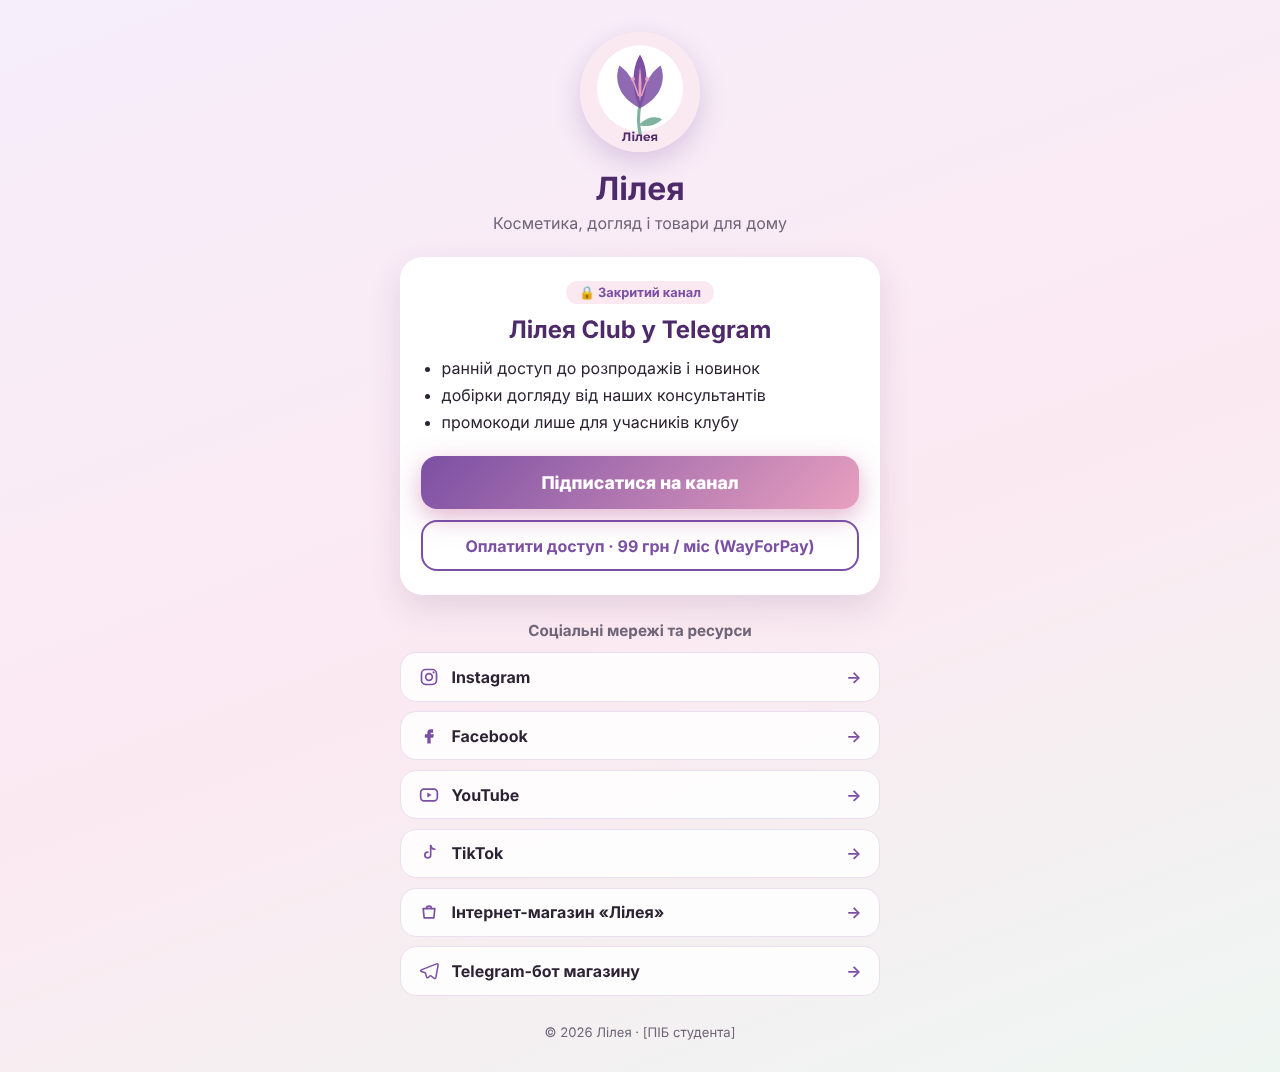 Лілея
Лілея
Косметика, догляд і товари для дому
🔒 Закритий канал
Лілея Club у Telegram
• ранній доступ до розпродажів і новинок
• добірки догляду від наших консультантів
• промокоди лише для учасників клубу
Підписатися на канал
Оплатити доступ · 99 грн / міс (WayForPay)
Соціальні мережі та ресурси
Instagram →
Facebook →
YouTube →
TikTok →
Інтернет-магазин «Лілея» →
Telegram-бот магазину →
© 2026 Лілея · [ПІБ студента]